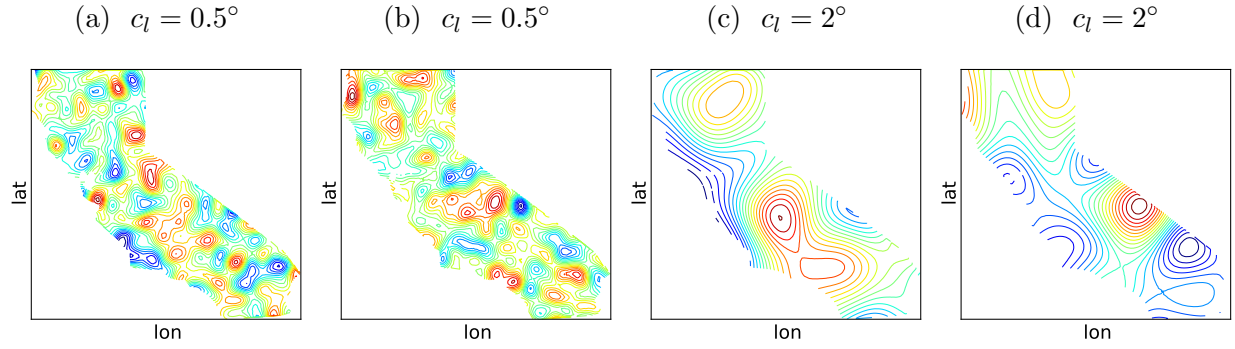 (a) c_l = 0.5°
(b) c_l = 0.5°
(c) c_l = 2°
(d) c_l = 2°
lat
lon
lat
lon
lat
lon
lat
lon